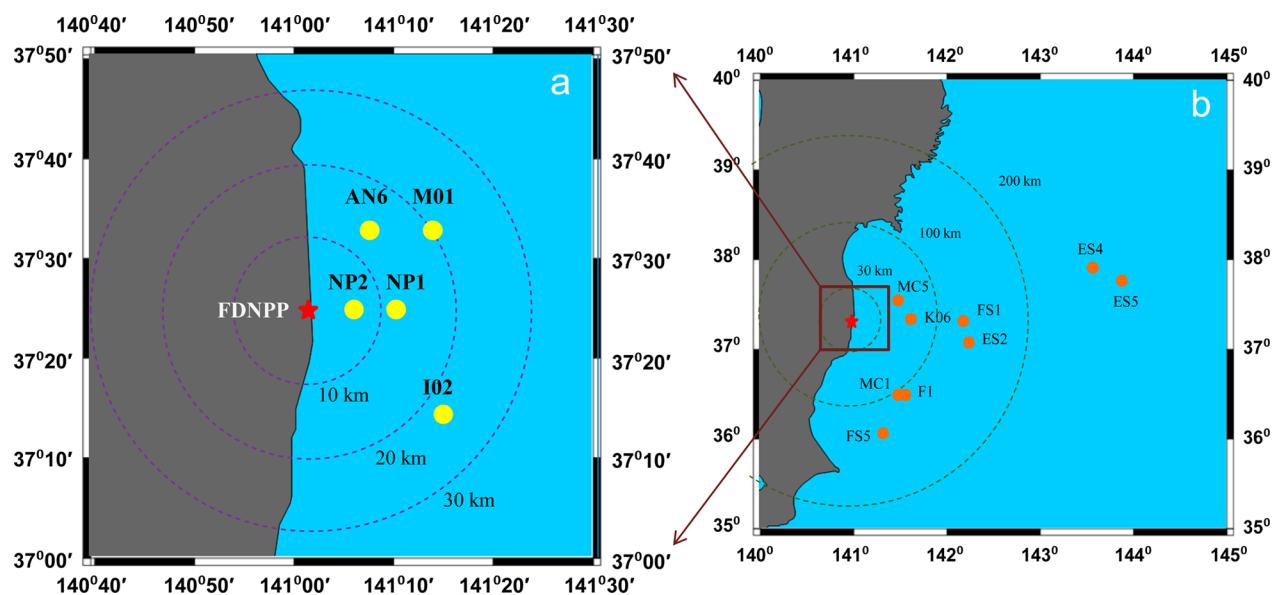 140⁰40′ 140⁰50′ 141⁰00′ 141⁰10′ 141⁰20′ 141⁰30′
37⁰50′ 37⁰50′
a
37⁰40′ 37⁰40′
AN6 M01
37⁰30′ 37⁰30′
NP2 NP1
FDNPP
37⁰20′ 37⁰20′
10 km
I02
20 km
37⁰10′ 37⁰10′
30 km
37⁰00′ 37⁰00′
140⁰40′ 140⁰50′ 141⁰00′ 141⁰10′ 141⁰20′ 141⁰30′
140⁰ 141⁰ 142⁰ 143⁰ 144⁰ 145⁰
40⁰ 40⁰
b
39⁰ 39⁰
200 km
100 km
38⁰ 38⁰
ES4
30 km
MC5
ES5
FS1
K06
ES2
37⁰ 37⁰
MC1 F1
FS5
36⁰ 36⁰
35⁰ 35⁰
140⁰ 141⁰ 142⁰ 143⁰ 144⁰ 145⁰